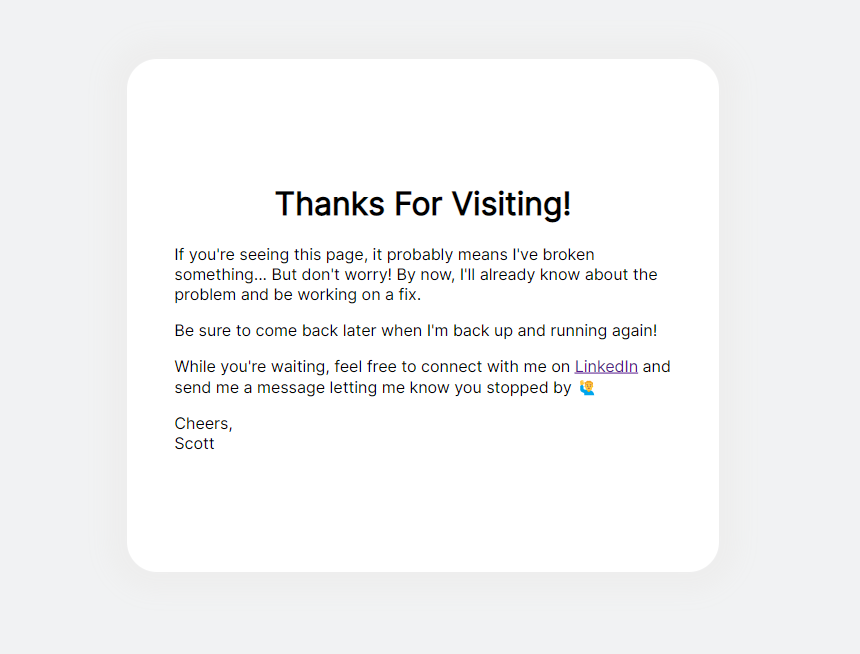 Thanks For Visiting!
If you're seeing this page, it probably means I've broken
something... But don't worry! By now, I'll already know about the
problem and be working on a fix.
Be sure to come back later when I'm back up and running again!
While you're waiting, feel free to connect with me on LinkedIn and
send me a message letting me know you stopped by 🙋
Cheers,
Scott